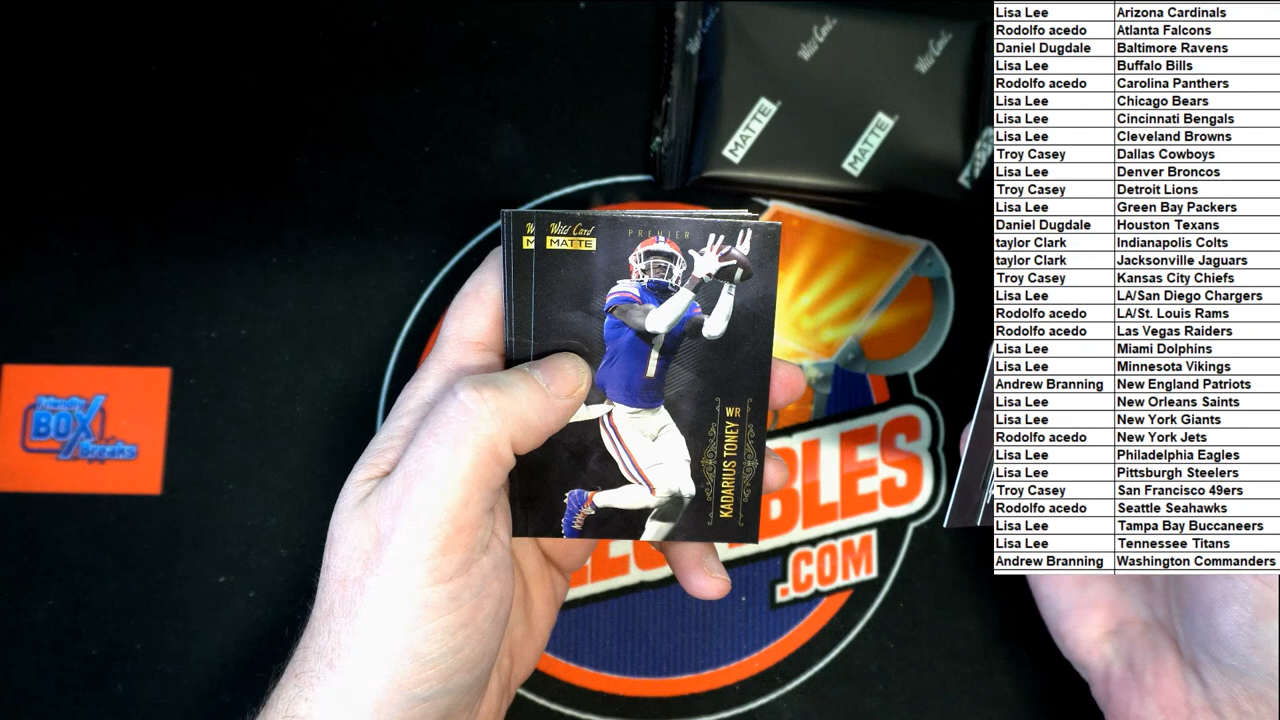 Wild Card
Wild Card
MATTE
MATTE
Wild Card
MATTE
PREMIER
1
WR
KADARIUS TONEY
Friendly
BOX
Breaks
BLES
.COM
Lisa Lee Arizona Cardinals
Rodolfo acedo Atlanta Falcons
Daniel Dugdale Baltimore Ravens
Lisa Lee Buffalo Bills
Rodolfo acedo Carolina Panthers
Lisa Lee Chicago Bears
Lisa Lee Cincinnati Bengals
Lisa Lee Cleveland Browns
Troy Casey Dallas Cowboys
Lisa Lee Denver Broncos
Troy Casey Detroit Lions
Lisa Lee Green Bay Packers
Daniel Dugdale Houston Texans
taylor Clark Indianapolis Colts
taylor Clark Jacksonville Jaguars
Troy Casey Kansas City Chiefs
Lisa Lee LA/San Diego Chargers
Rodolfo acedo LA/St. Louis Rams
Rodolfo acedo Las Vegas Raiders
Lisa Lee Miami Dolphins
Lisa Lee Minnesota Vikings
Andrew Branning New England Patriots
Lisa Lee New Orleans Saints
Lisa Lee New York Giants
Rodolfo acedo New York Jets
Lisa Lee Philadelphia Eagles
Lisa Lee Pittsburgh Steelers
Troy Casey San Francisco 49ers
Rodolfo acedo Seattle Seahawks
Lisa Lee Tampa Bay Buccaneers
Lisa Lee Tennessee Titans
Andrew Branning Washington Commanders